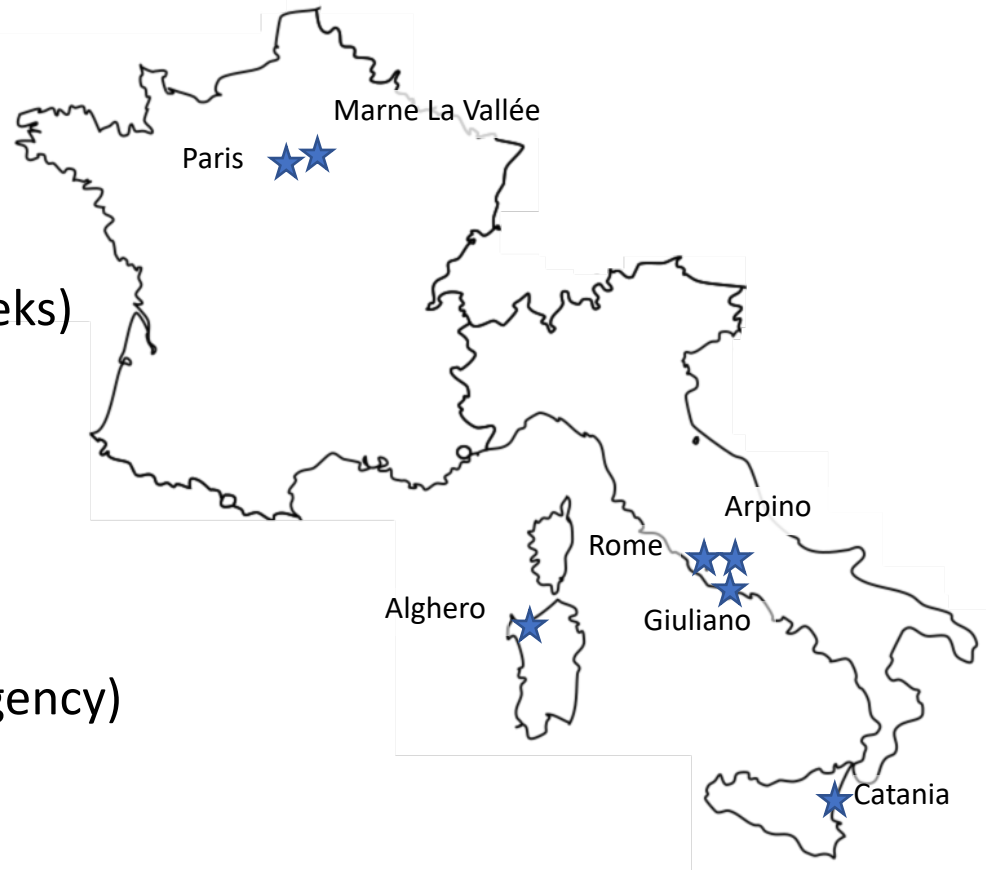 Marne La Vallée
Paris
eks)
Arpino
Rome
Alghero
Giuliano
gency)
Catania